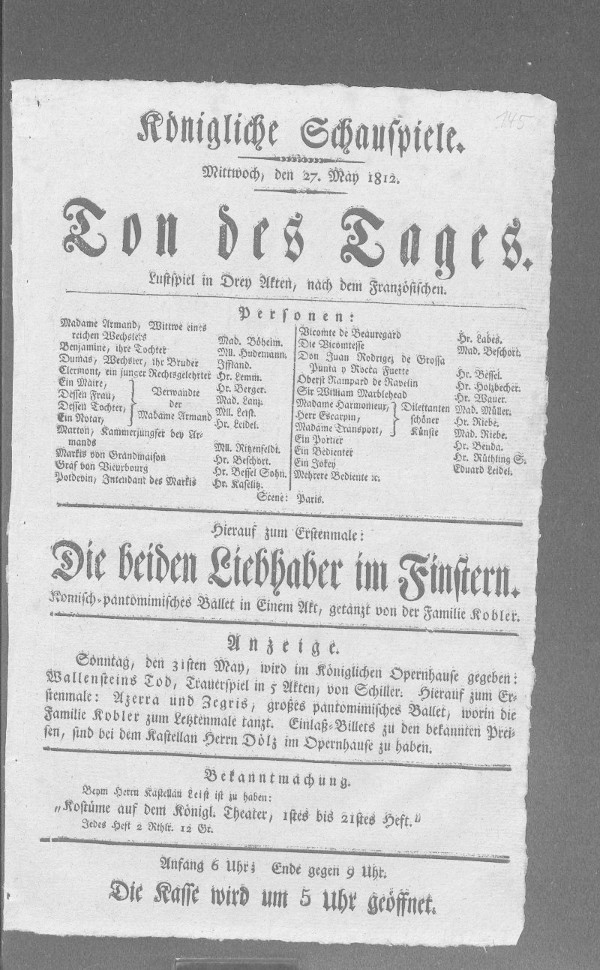 145
Königliche Schauspiele.
Mittwoch, den 27. May 1812.
Ton des Tages.
Lustspiel in Drey Akten, nach dem Französischen.
Personen:
Madame Armand, Wittwe eines
reichen Wechslers Mad. Böheim.
Benjamine, ihre Tochter Mll. Hudemann.
Dumas, Wechsler, ihr Bruder Iffland.
Clermont, ein junger Rechtsgelehrter Hr. Lemm.
Ein Maire, Hr. Berger.
Dessen Frau, Mad. Lanz.
Dessen Tochter, Mll. Leist.
Ein Notar, Hr. Leidel.
Verwandte
der
Madame Armand
Marton, Kammerjungfer bey Ar-
mands Mll. Ritzenfeldt.
Markis von Grandmaison Hr. Beschort.
Graf von Vieurbourg Hr. Bessel Sohn.
Potdevin, Intendant des Markis Hr. Kaselitz.
Vicomte de Beauregard Hr. Labes.
Die Vicomtesse Mad. Beschort.
Don Juan Rodrigez de Grossa
Punta y Rocca Fuerte Hr. Bessel.
Oberst Rampard de Ravelin Hr. Holzbecher.
Sir William Marblehead Hr. Wauer.
Madame Harmonieux, Mad. Müller.
Herr Escarpin, Hr. Riebe.
Madame Transport, Mad. Riebe.
Dilettanten
schöner
Künste
Ein Portier Hr. Benda.
Ein Bedienter Hr. Rüthling S.
Ein Jokey Eduard Leidel.
Mehrere Bediente ꝛc.
Scene: Paris.
Hierauf zum Erstenmale:
Die beiden Liebhaber im Finstern.
Komisch-pantomimisches Ballet in Einem Akt, getanzt von der Familie Kobler.
Anzeige.
Sonntag, den 31sten May, wird im Königlichen Opernhause gegeben:
Wallensteins Tod, Trauerspiel in 5 Akten, von Schiller. Hierauf zum Er-
stenmale: Azerra und Zegris, großes pantomimisches Ballet, worin die
Familie Kobler zum Letztenmale tanzt. Einlaß-Billets zu den bekannten Prei-
sen, sind bei dem Kastellan Herrn Dölz im Opernhause zu haben.
Bekanntmachung.
Beym Herrn Kastellan Leist ist zu haben:
„Kostüme auf dem Königl. Theater, 1stes bis 21stes Heft."
Jedes Heft 2 Rthlr. 12 Gr.
Anfang 6 Uhr; Ende gegen 9 Uhr.
Die Kasse wird um 5 Uhr geöffnet.